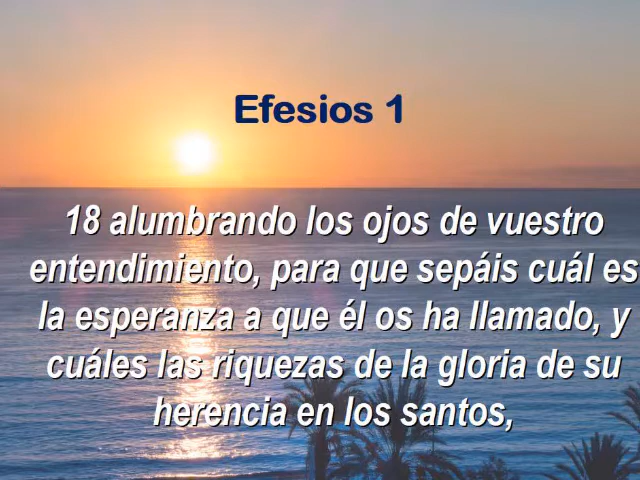 Efesios 1
18 alumbrando los ojos de vuestro
entendimiento, para que sepáis cuál es
la esperanza a que él os ha llamado, y
cuáles las riquezas de la gloria de su
herencia en los santos,